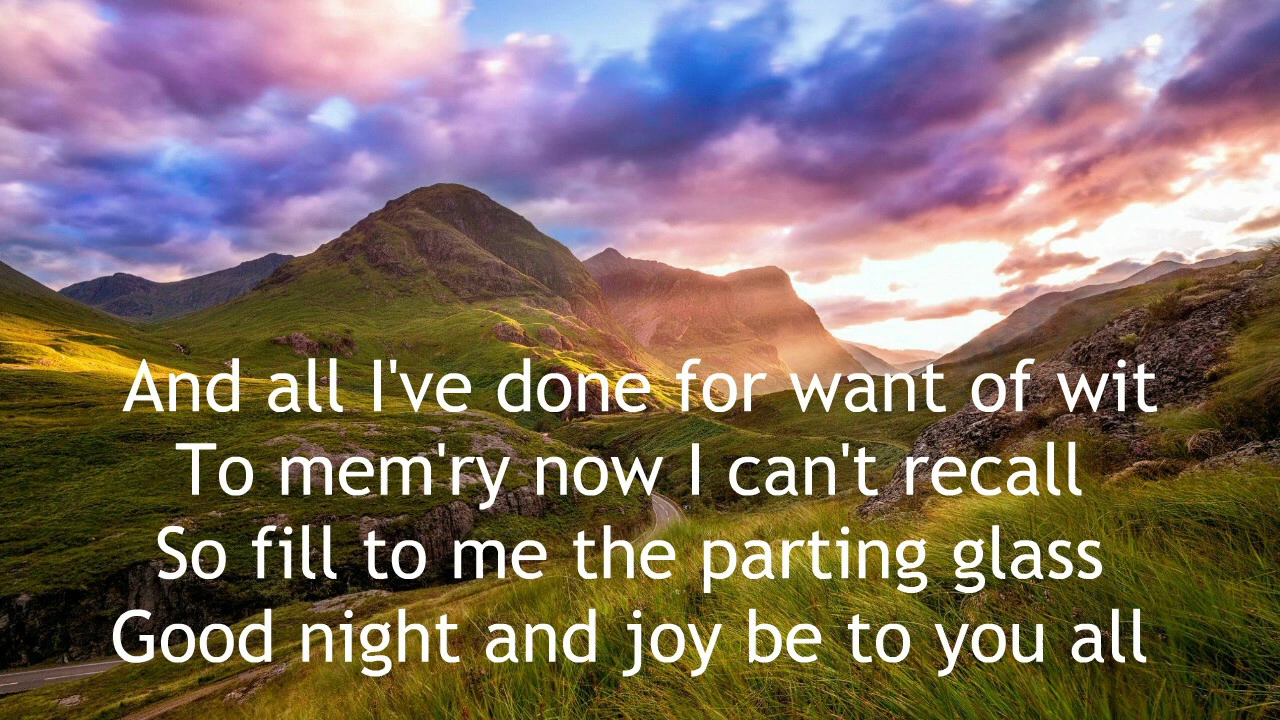 And all I've done for want of wit
To mem'ry now I can't recall
So fill to me the parting glass
Good night and joy be to you all